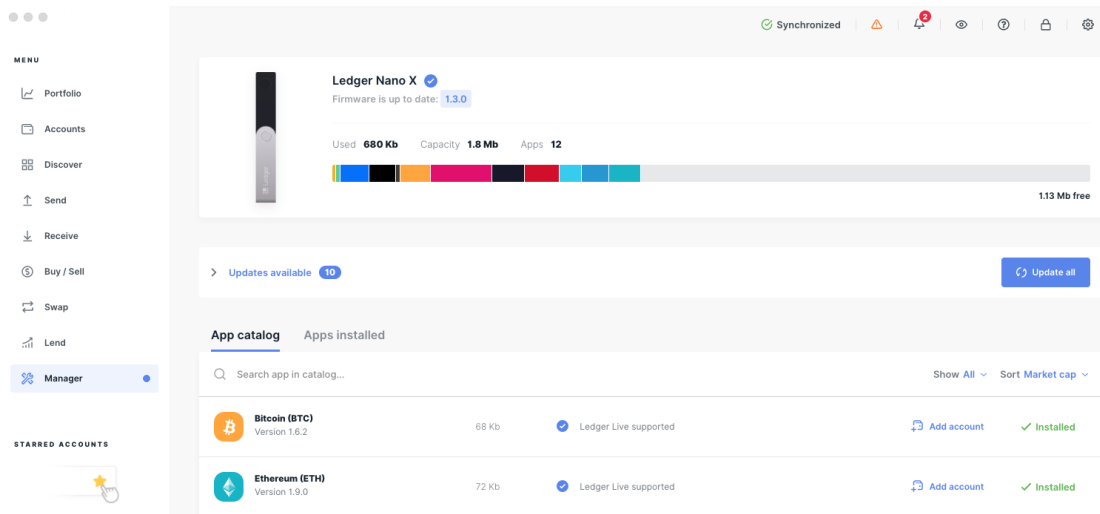 Synchronized
2
MENU
Portfolio
Accounts
Discover
Send
Receive
Buy / Sell
Swap
Lend
Manager
STARRED ACCOUNTS
Ledger
Ledger Nano X
Firmware is up to date: 1.3.0
Used 680 Kb Capacity 1.8 Mb Apps 12
1.13 Mb free
Updates available 10
Update all
App catalog Apps installed
Search app in catalog...
Show All Sort Market cap
Bitcoin (BTC)
Version 1.6.2
68 Kb
Ledger Live supported
Add account
Installed
Ethereum (ETH)
Version 1.9.0
72 Kb
Ledger Live supported
Add account
Installed